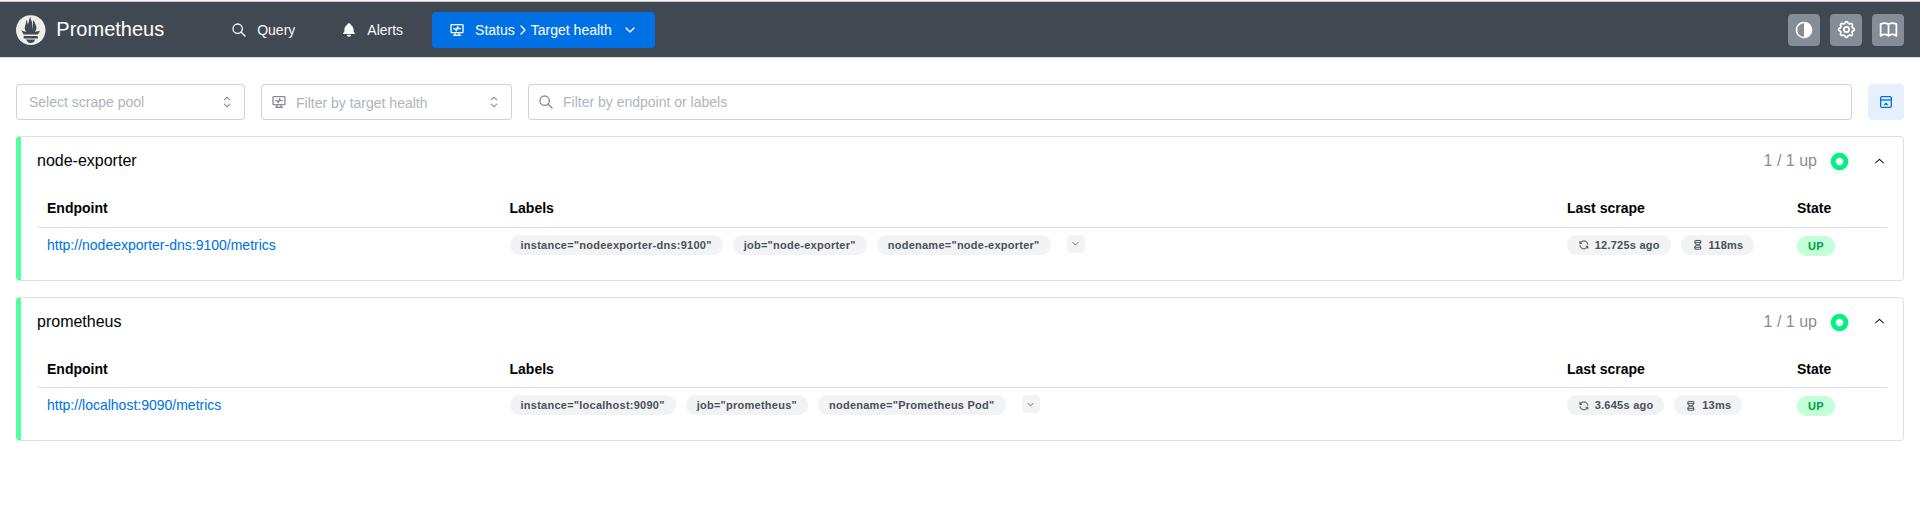 Prometheus Query Alerts Status > Target health
Select scrape pool Filter by target health Filter by endpoint or labels
node-exporter 1 / 1 up
Endpoint Labels Last scrape State
http://nodeexporter-dns:9100/metrics instance="nodeexporter-dns:9100" job="node-exporter" nodename="node-exporter" 12.725s ago 118ms UP
prometheus 1 / 1 up
Endpoint Labels Last scrape State
http://localhost:9090/metrics instance="localhost:9090" job="prometheus" nodename="Prometheus Pod" 3.645s ago 13ms UP